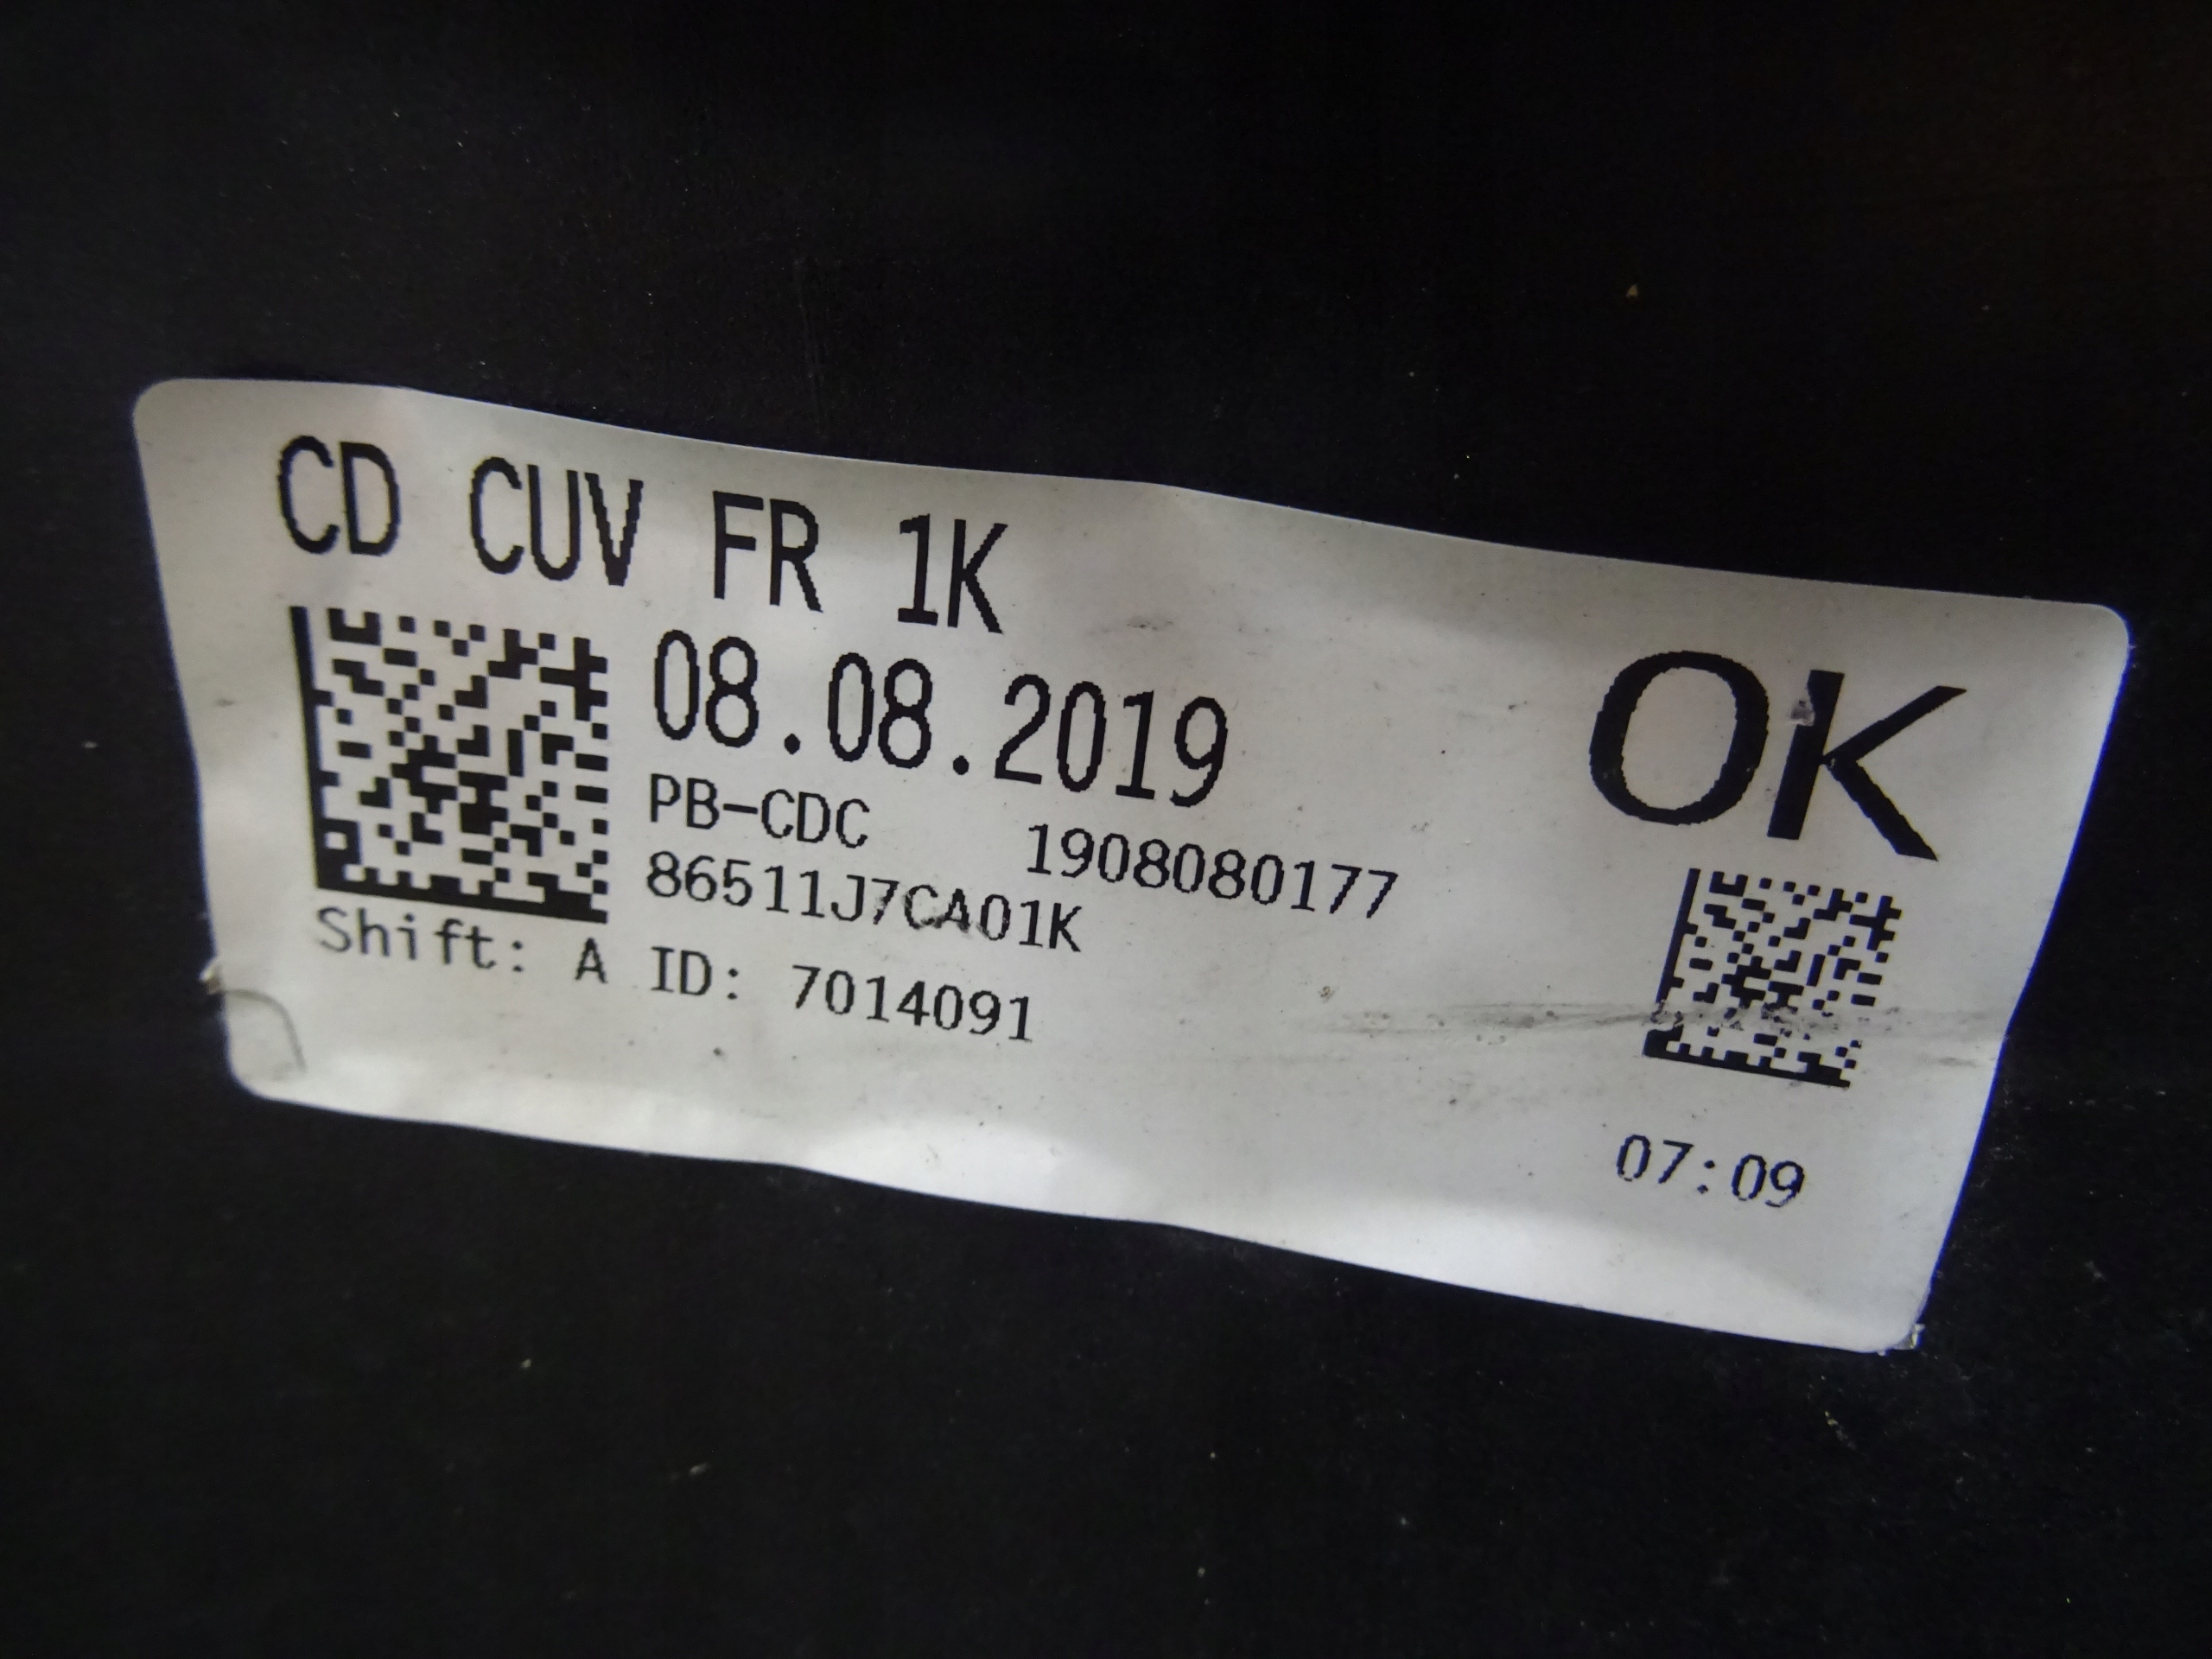 CD CUV FR 1K
08.08.2019
OK
PB-CDC 1908080177
86511J7CA01K
Shift: A ID: 7014091
07:09